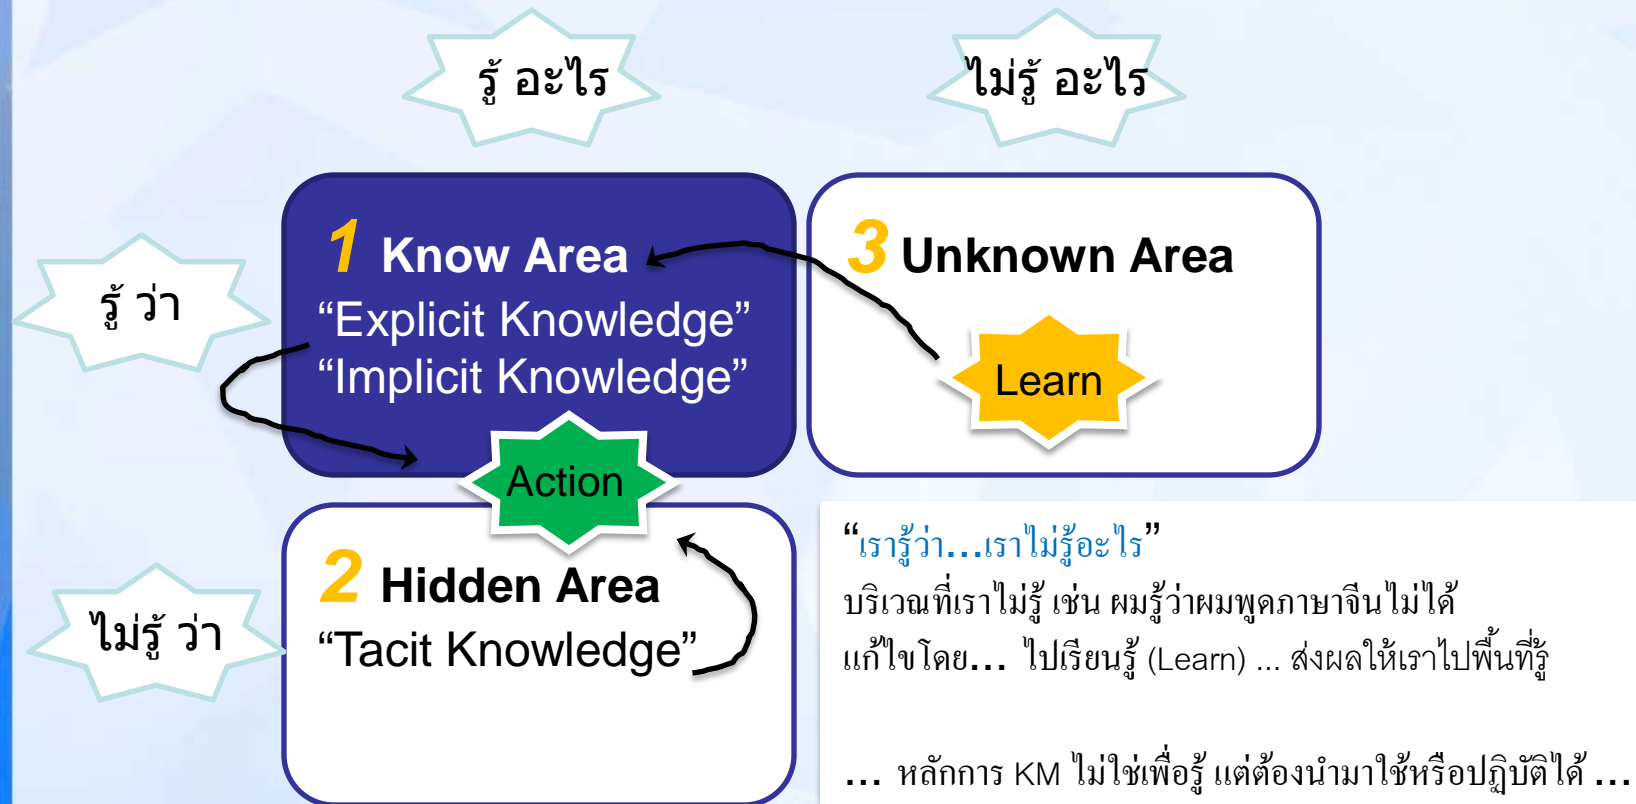 รู้ อะไร
ไม่รู้ อะไร
รู้ ว่า
1 Know Area
“Explicit Knowledge”
“Implicit Knowledge”
3 Unknown Area
Learn
Action
ไม่รู้ ว่า
2 Hidden Area
“Tacit Knowledge”
“เรารู้ว่า...เราไม่รู้อะไร”
บริเวณที่เราไม่รู้ เช่น ผมรู้ว่าผมพูดภาษาจีนไม่ได้
แก้ไขโดย... ไปเรียนรู้ (Learn) ... ส่งผลให้เราไปพื้นที่รู้
... หลักการ KM ไม่ใช่เพื่อรู้ แต่ต้องนำมาใช้หรือปฏิบัติได้ ...